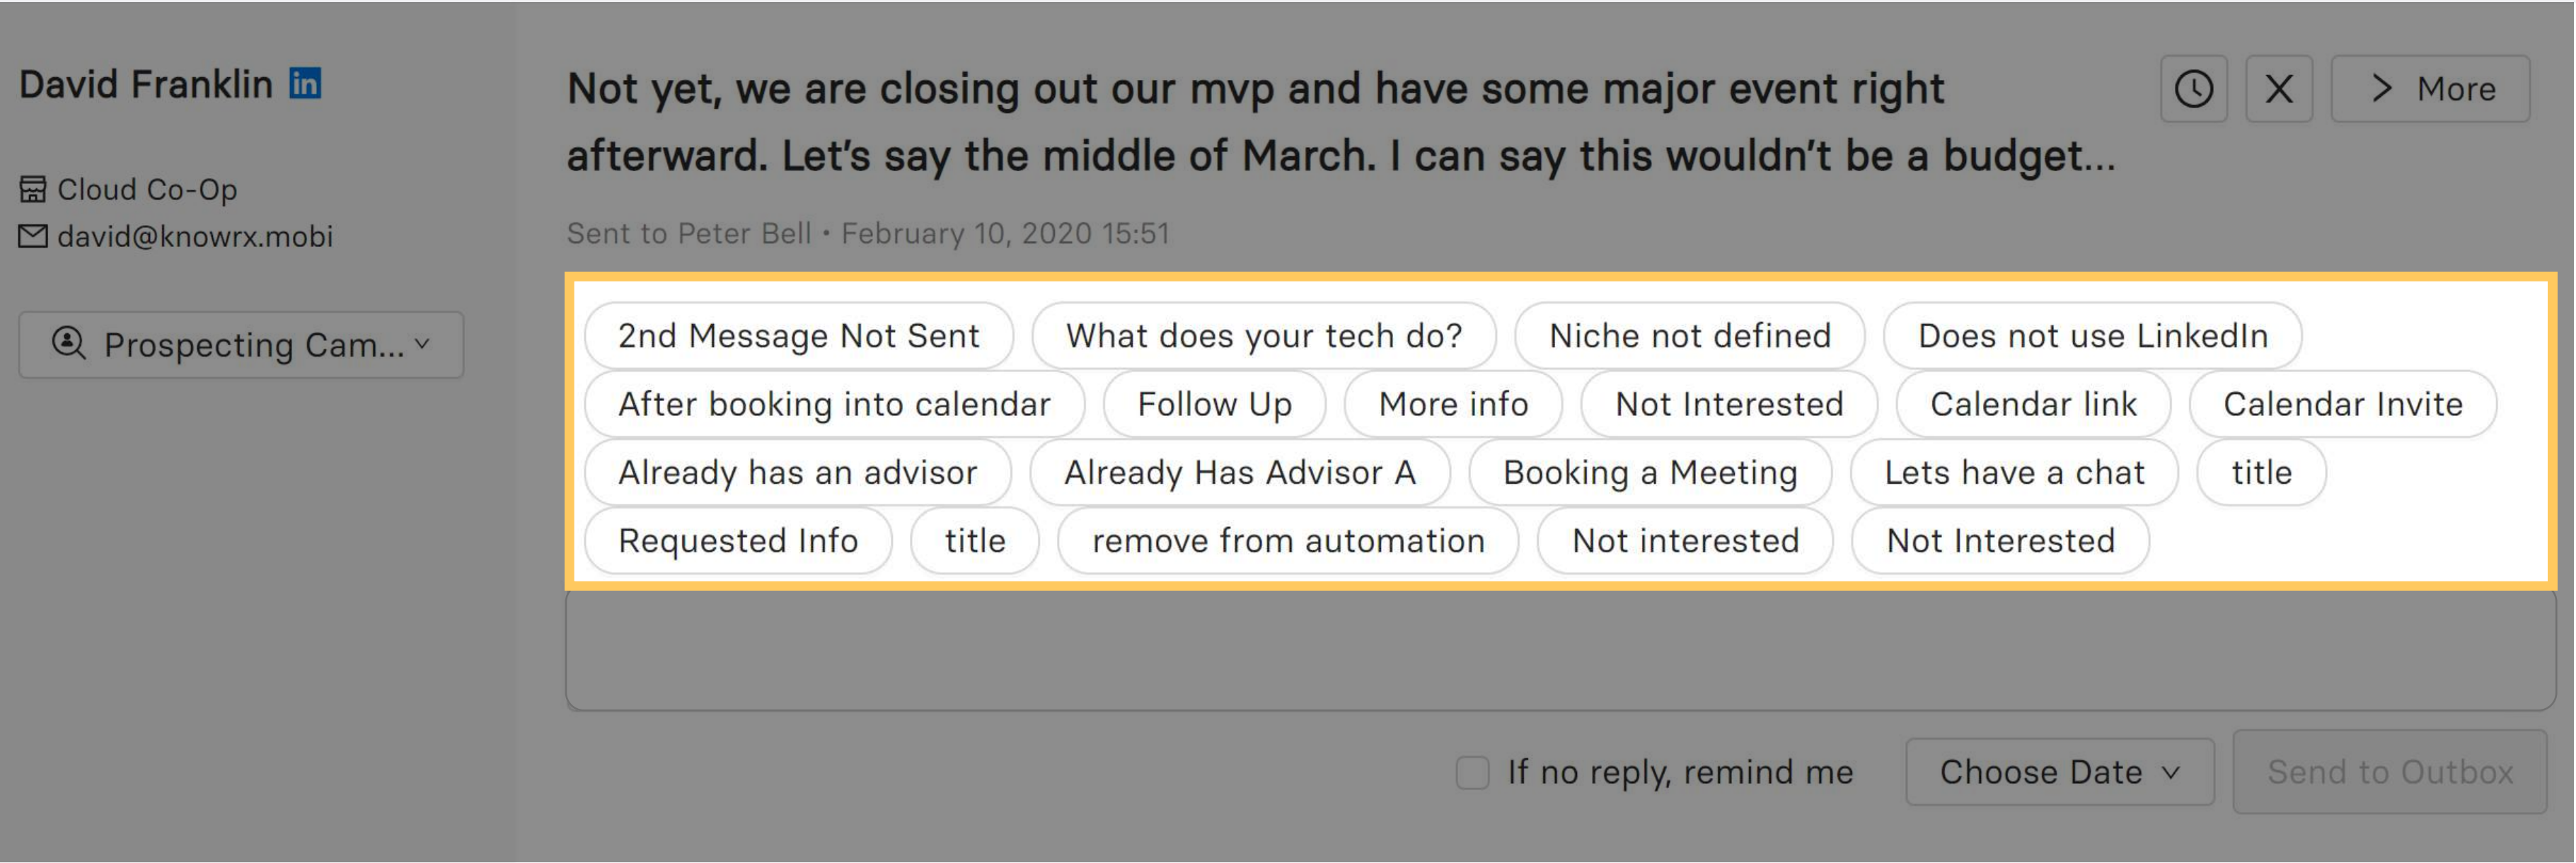 David Franklin in
Cloud Co-Op
david@knowrx.mobi
Prospecting Cam...
Not yet, we are closing out our mvp and have some major event right
afterward. Let's say the middle of March. I can say this wouldn't be a budget...
More
Sent to Peter Bell • February 10, 2020 15:51
2nd Message Not Sent What does your tech do? Niche not defined Does not use LinkedIn
After booking into calendar Follow Up More info Not Interested Calendar link Calendar Invite
Already has an advisor Already Has Advisor A Booking a Meeting Lets have a chat title
Requested Info title remove from automation Not interested Not Interested
If no reply, remind me Choose Date Send to Outbox